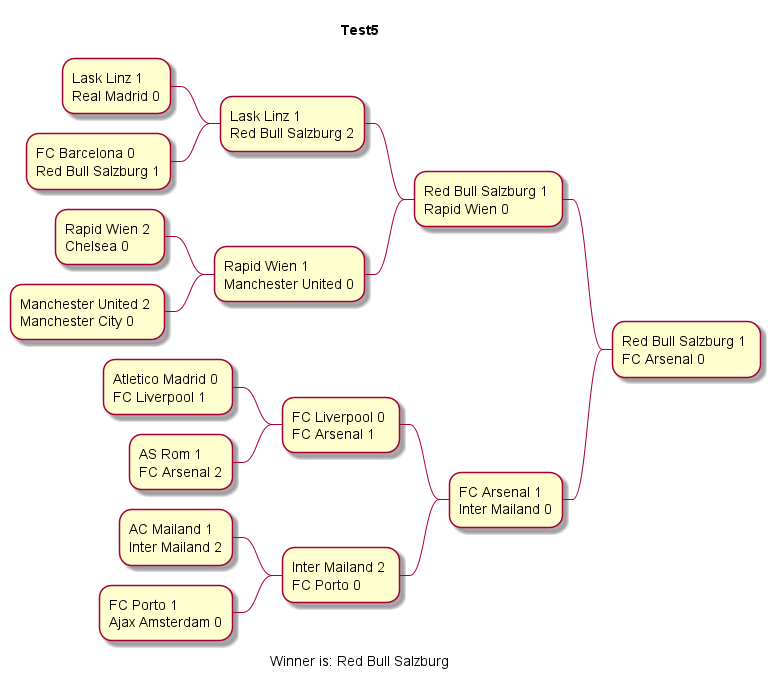 Test5
Lask Linz 1
Real Madrid 0
FC Barcelona 0
Red Bull Salzburg 1
Lask Linz 1
Red Bull Salzburg 2
Rapid Wien 2
Chelsea 0
Manchester United 2
Manchester City 0
Rapid Wien 1
Manchester United 0
Red Bull Salzburg 1
Rapid Wien 0
Atletico Madrid 0
FC Liverpool 1
AS Rom 1
FC Arsenal 2
FC Liverpool 0
FC Arsenal 1
AC Mailand 1
Inter Mailand 2
FC Porto 1
Ajax Amsterdam 0
Inter Mailand 2
FC Porto 0
FC Arsenal 1
Inter Mailand 0
Red Bull Salzburg 1
FC Arsenal 0
Winner is: Red Bull Salzburg